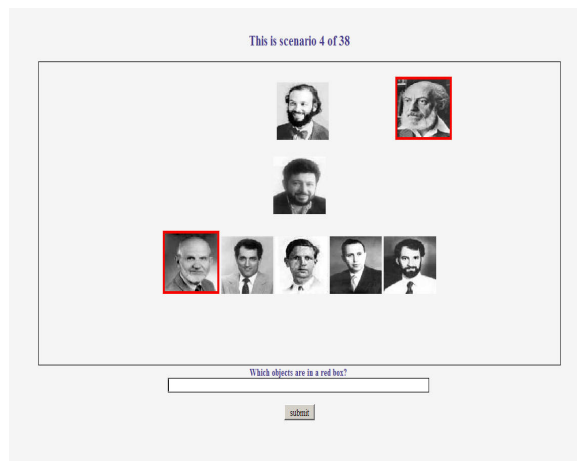 This is scenario 4 of 38
Which objects are in a red box?
submit